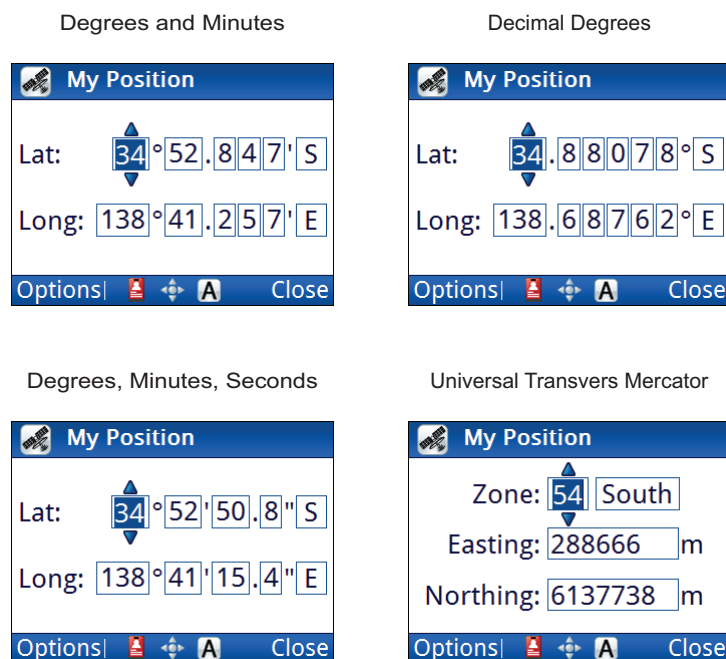 Degrees and Minutes
My Position
Lat: 34°52.847' S
Long: 138°41.257' E
Options A Close
Decimal Degrees
My Position
Lat: 34.88078° S
Long: 138.68762° E
Options A Close
Degrees, Minutes, Seconds
My Position
Lat: 34°52'50.8" S
Long: 138°41'15.4" E
Options A Close
Universal Transvers Mercator
My Position
Zone: 54 South
Easting: 288666 m
Northing: 6137738 m
Options A Close